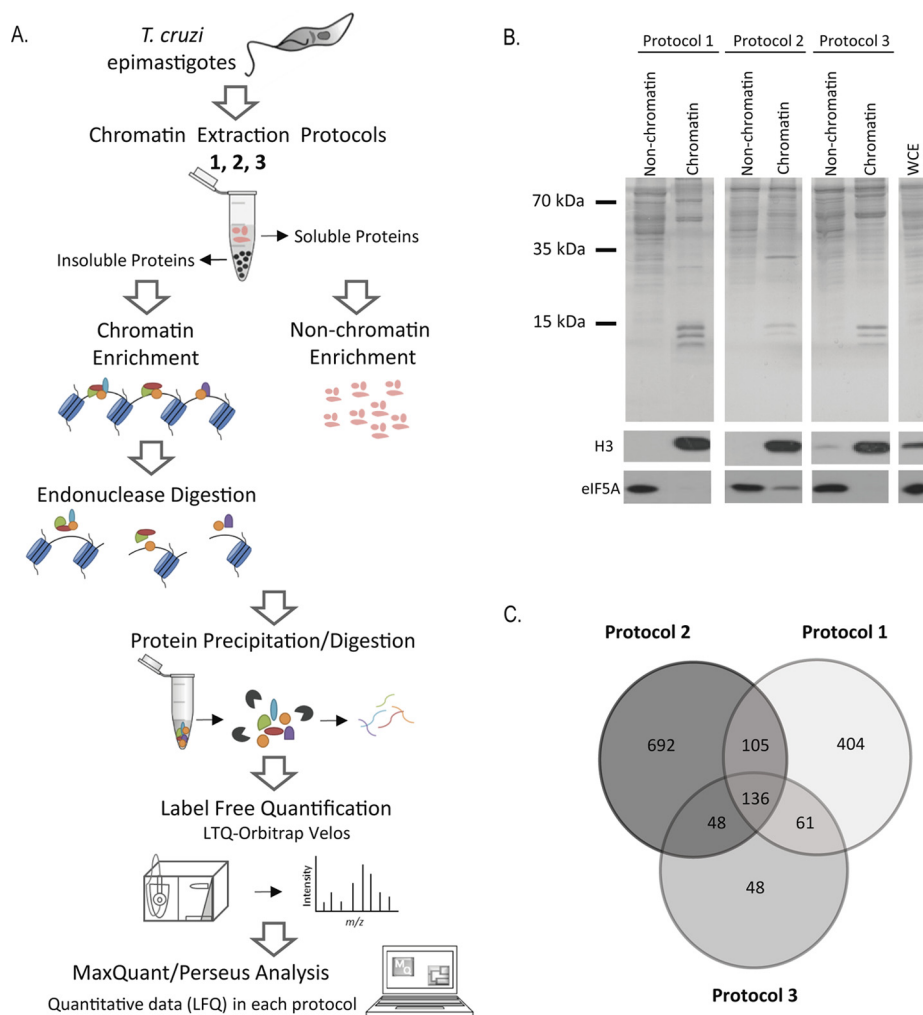 A.
T. cruzi
epimastigotes
Chromatin Extraction Protocols
1, 2, 3
Soluble Proteins
Insoluble Proteins
Chromatin
Enrichment
Non-chromatin
Enrichment
Endonuclease Digestion
Protein Precipitation/Digestion
Label Free Quantification
LTQ-Orbitrap Velos
Intensity
m/z
MaxQuant/Perseus Analysis
Quantitative data (LFQ) in each protocol
M
Q
B.
Protocol 1
Protocol 2
Protocol 3
Non-chromatin
Chromatin
Non-chromatin
Chromatin
Non-chromatin
Chromatin
WCE
70 kDa
35 kDa
15 kDa
H3
eIF5A
C.
Protocol 2
Protocol 1
692
105
404
136
48
61
48
Protocol 3